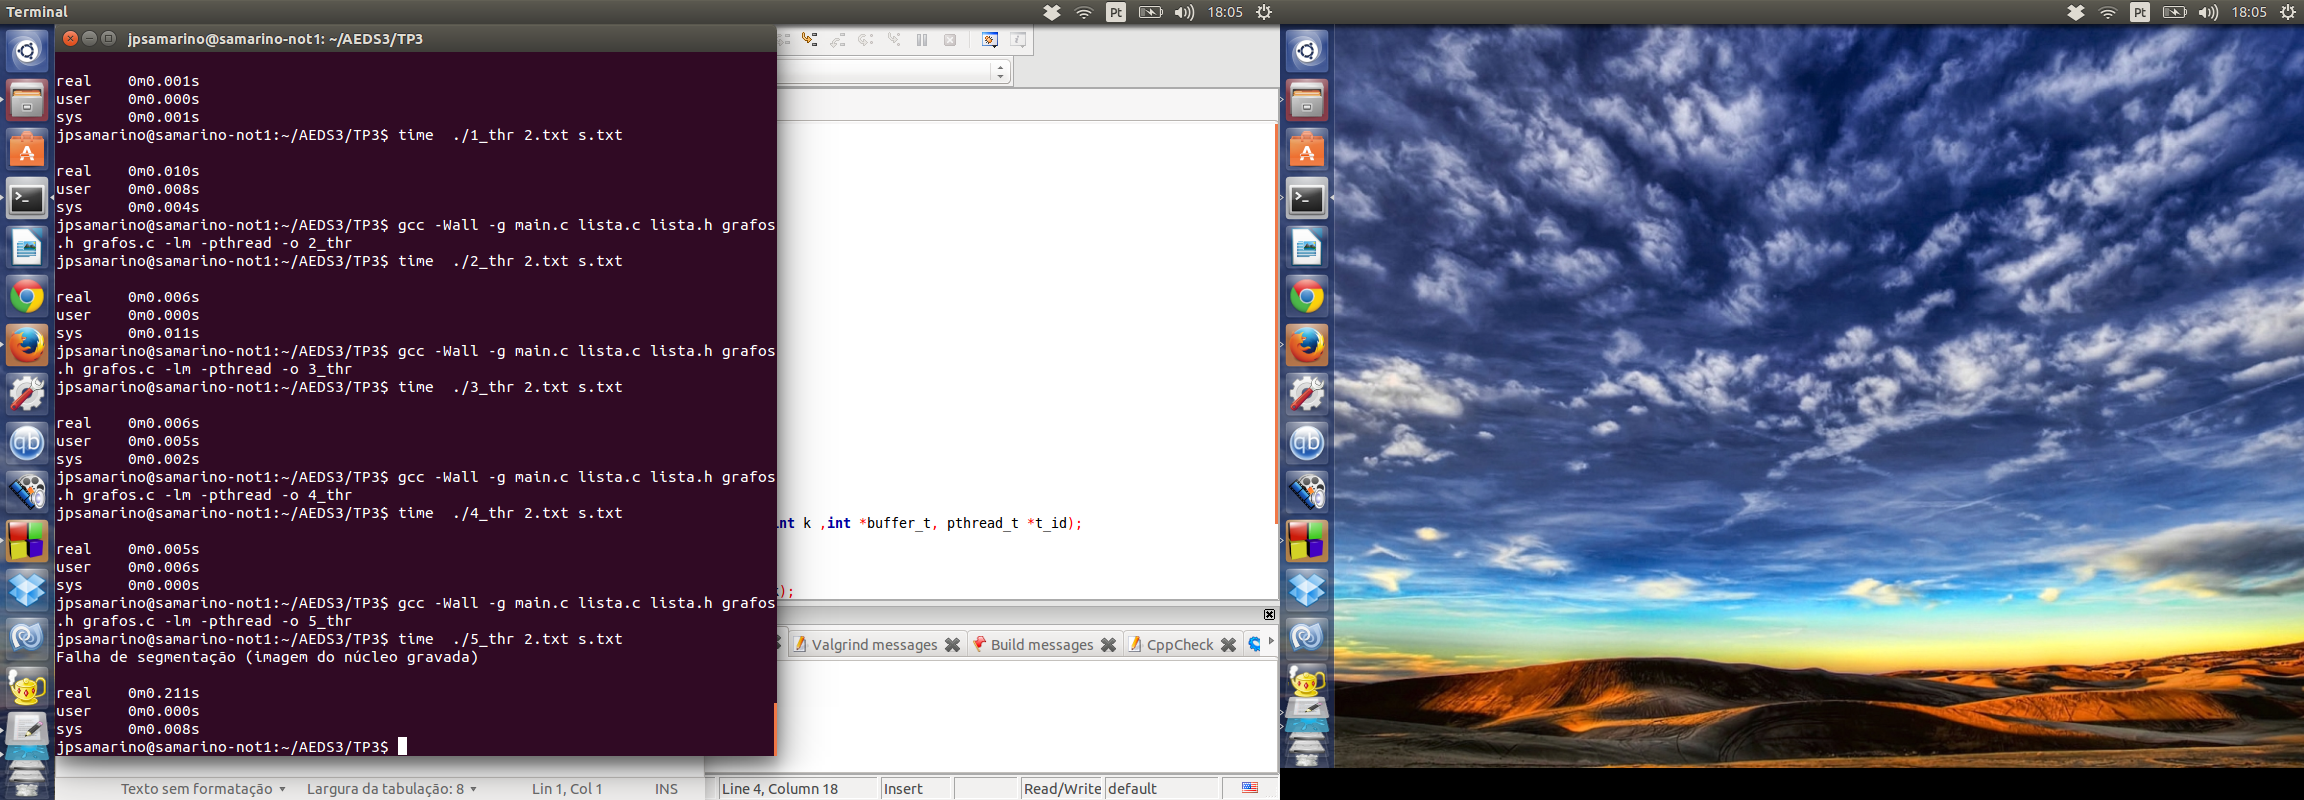 Terminal
Pt
18:05
Pt
18:05
jpsamarino@samarino-not1: ~/AEDS3/TP3
real 0m0.001s
user 0m0.000s
sys 0m0.001s
jpsamarino@samarino-not1:~/AEDS3/TP3$ time  ./1_thr 2.txt s.txt
real 0m0.010s
user 0m0.008s
sys 0m0.004s
jpsamarino@samarino-not1:~/AEDS3/TP3$ gcc -Wall -g main.c lista.c lista.h grafos
.h grafos.c -lm -pthread -o 2_thr
jpsamarino@samarino-not1:~/AEDS3/TP3$ time  ./2_thr 2.txt s.txt
real 0m0.006s
user 0m0.000s
sys 0m0.011s
jpsamarino@samarino-not1:~/AEDS3/TP3$ gcc -Wall -g main.c lista.c lista.h grafos
.h grafos.c -lm -pthread -o 3_thr
jpsamarino@samarino-not1:~/AEDS3/TP3$ time  ./3_thr 2.txt s.txt
real 0m0.006s
user 0m0.005s
sys 0m0.002s
jpsamarino@samarino-not1:~/AEDS3/TP3$ gcc -Wall -g main.c lista.c lista.h grafos
.h grafos.c -lm -pthread -o 4_thr
jpsamarino@samarino-not1:~/AEDS3/TP3$ time  ./4_thr 2.txt s.txt
real 0m0.005s
user 0m0.006s
sys 0m0.000s
jpsamarino@samarino-not1:~/AEDS3/TP3$ gcc -Wall -g main.c lista.c lista.h grafos
.h grafos.c -lm -pthread -o 5_thr
jpsamarino@samarino-not1:~/AEDS3/TP3$ time  ./5_thr 2.txt s.txt
Falha de segmentação (imagem do núcleo gravada)
real 0m0.211s
user 0m0.000s
sys 0m0.008s
jpsamarino@samarino-not1:~/AEDS3/TP3$
int k ,int *buffer_t, pthread_t *t_id);
);
Valgrind messages
Build messages
CppCheck
Texto sem formatação
Largura da tabulação: 8
Lin 1, Col 1
INS
Line 4, Column 18
Insert
Read/Write
default
qb
qb